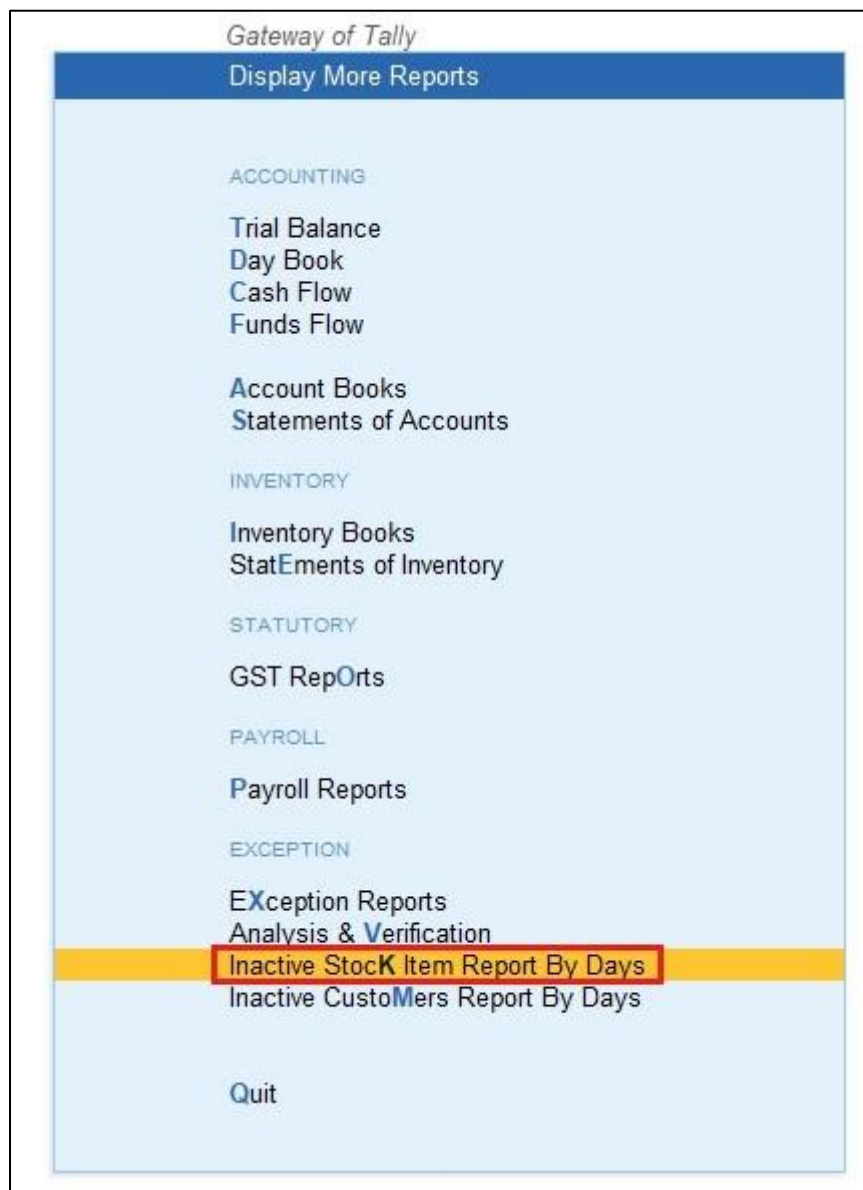 Gateway of Tally
Display More Reports
ACCOUNTING
Trial Balance
Day Book
Cash Flow
Funds Flow
Account Books
Statements of Accounts
INVENTORY
Inventory Books
StatEments of Inventory
STATUTORY
GST RepOrts
PAYROLL
Payroll Reports
EXCEPTION
EXception Reports
Analysis & Verification
Inactive StocK Item Report By Days
Inactive CustoMers Report By Days
Quit